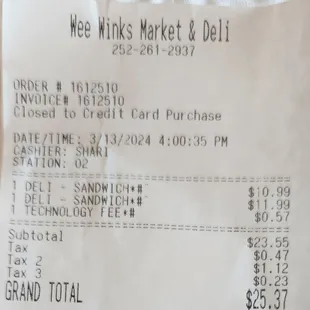 Wee Winks Market & Deli
252-261-2937
ORDER # 1612510
INVOICE# 1612510
Closed to Credit Card Purchase
DATE/TIME: 3/13/2024 4:00:35 PM
CASHIER: SHARI
STATION: 02
1 DELI - SANDWICH*# $10.99
1 DELI - SANDWICH*# $11.99
1 TECHNOLOGY FEE*# $0.57
Subtotal $23.55
Tax $0.47
Tax 2 $1.12
Tax 3 $0.23
GRAND TOTAL $25.37